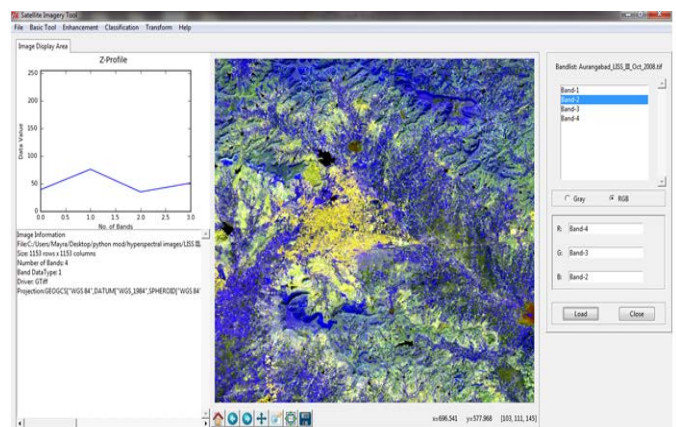 Satellite Imagery Tool
File Basic Tool Enhancement Classification Transform Help
Image Display Area
Z-Profile
Data Value
250
200
150
100
50
0
0.0 0.5 1.0 1.5 2.0 2.5 3.0
No. of Bands
Image Information
File:C:/Users/Mayra/Desktop/python mod/hyperspectral images/LISS III
Size: 1153 rows x 1153 columns
Number of Bands: 4
Band DataType: 1
Driver: GTiff
Projection:GEOGCS["WGS 84",DATUM["WGS_1984",SPHEROID["WGS 84"
x=696.541 y=577.968 [103, 111, 145]
Bandlist: Aurangabad_LISS_III_Oct_2008.tif
Band-1
Band-2
Band-3
Band-4
Gray RGB
R: Band-4
G: Band-3
B: Band-2
Load Close